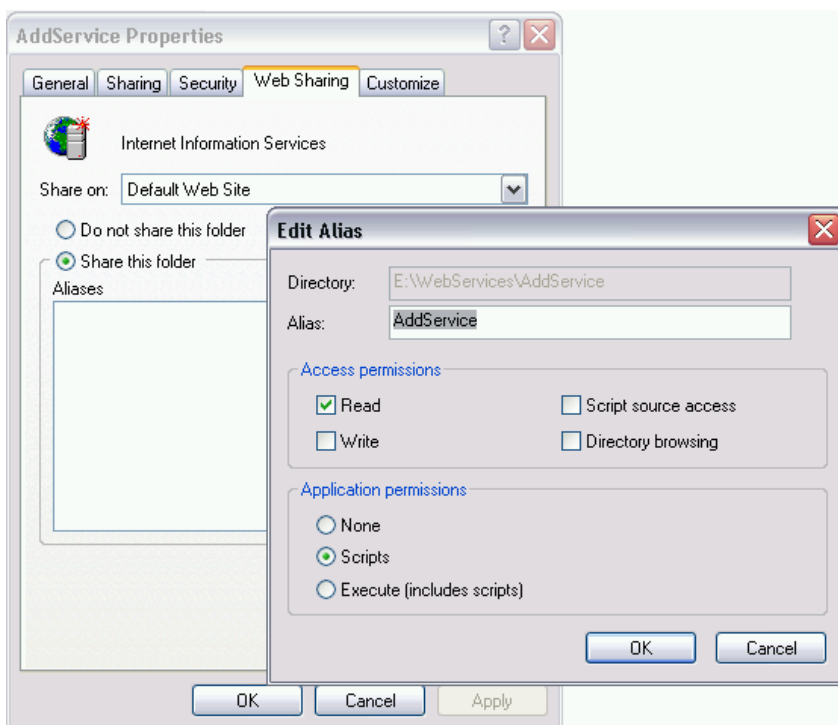 AddService Properties
General Sharing Security Web Sharing Customize
Internet Information Services
Share on: Default Web Site
Do not share this folder
Share this folder
Aliases
Edit Alias
Directory: E:\WebServices\AddService
Alias: AddService
Access permissions
Read Script source access
Write Directory browsing
Application permissions
None
Scripts
Execute (includes scripts)
OK Cancel
OK Cancel Apply